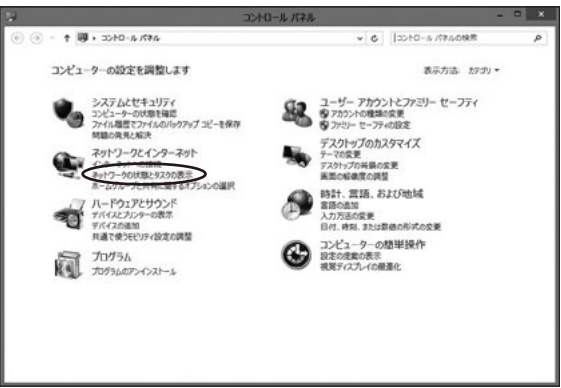 コントロール パネル
コントロール パネル
コントロール パネルの検索
コンピューターの設定を調整します
表示方法: カテゴリ
システムとセキュリティ
コンピューターの状態を確認
ファイル履歴でファイルのバックアップ コピーを保存
問題の発見と解決
ネットワークとインターネット
インターネットへの接続
ネットワークの状態とタスクの表示
ホームグループと共有に関するオプションの選択
ハードウェアとサウンド
デバイスとプリンターの表示
デバイスの追加
共通で使うモビリティ設定の調整
プログラム
プログラムのアンインストール
ユーザー アカウントとファミリー セーフティ
アカウントの種類の変更
ファミリー セーフティの設定
デスクトップのカスタマイズ
テーマの変更
デスクトップの背景の変更
画面の解像度の調整
時計、言語、および地域
言語の追加
入力方法の変更
日付、時刻、または数値の形式の変更
コンピューターの簡単操作
設定の提案の表示
視覚ディスプレイの最適化